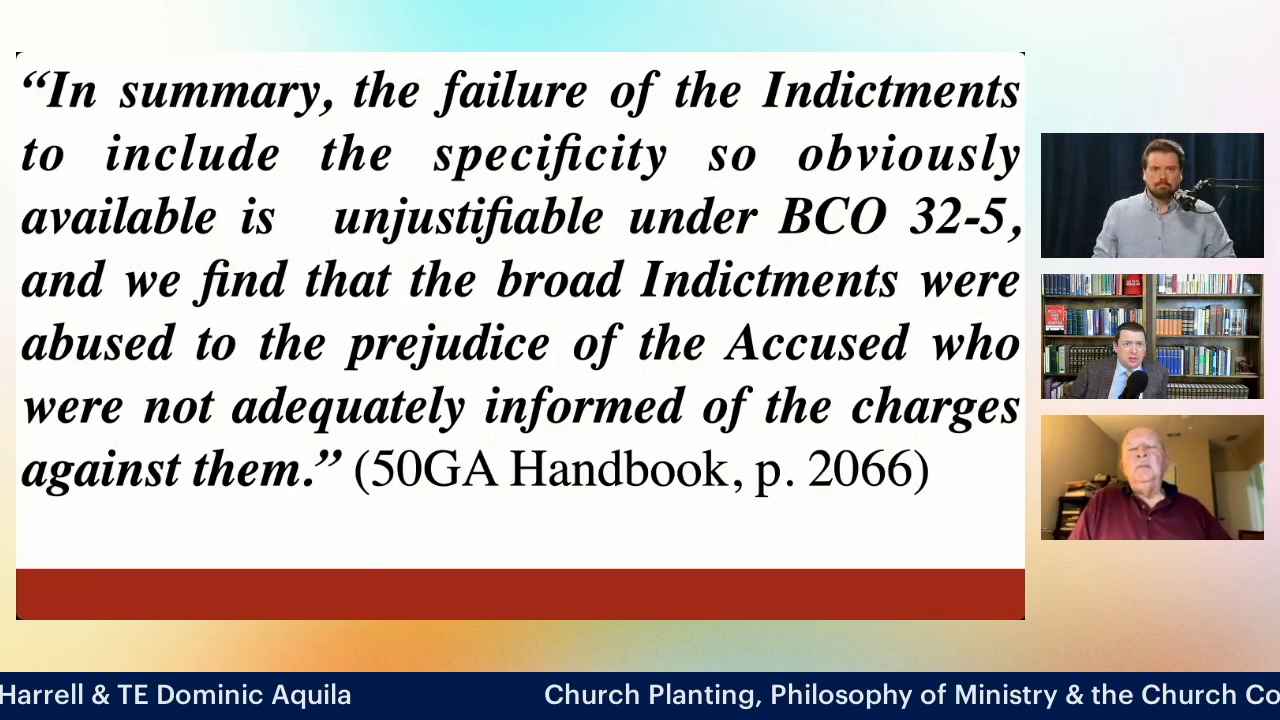 “In summary, the failure of the Indictments
to include the specificity so obviously
available is unjustifiable under BCO 32-5,
and we find that the broad Indictments were
abused to the prejudice of the Accused who
were not adequately informed of the charges
against them.” (50GA Handbook, p. 2066)
Harrell & TE Dominic Aquila
Church Planting, Philosophy of Ministry & the Church Co